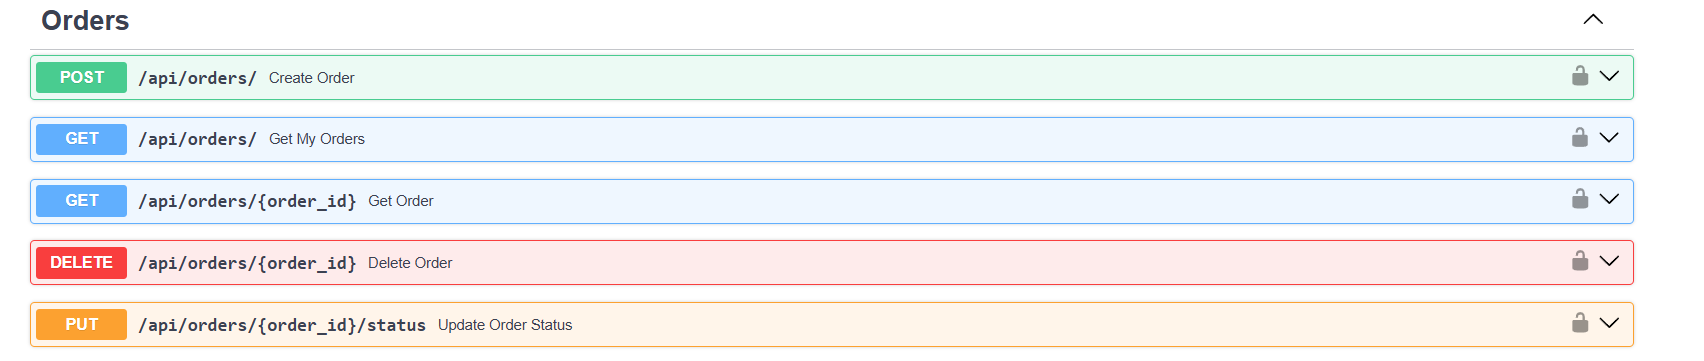 Orders
POST /api/orders/ Create Order
GET /api/orders/ Get My Orders
GET /api/orders/{order_id} Get Order
DELETE /api/orders/{order_id} Delete Order
PUT /api/orders/{order_id}/status Update Order Status